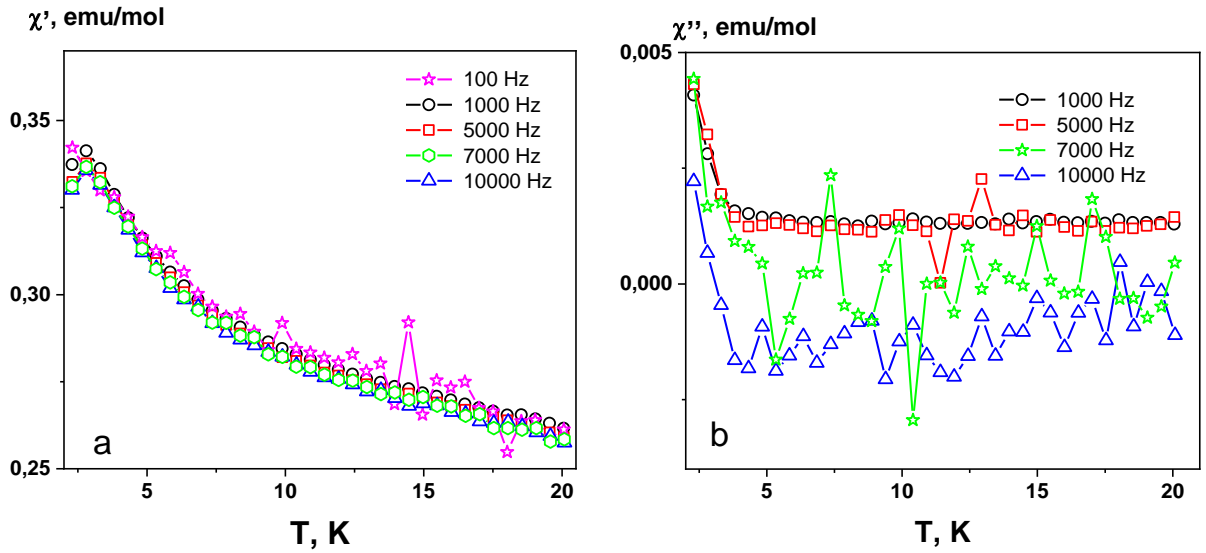 χ’, emu/mol
0,35
0,30
0,25
5
10
15
20
T, K
100 Hz
1000 Hz
5000 Hz
7000 Hz
10000 Hz
a
χ’’, emu/mol
0,005
0,000
5
10
15
20
T, K
1000 Hz
5000 Hz
7000 Hz
10000 Hz
b